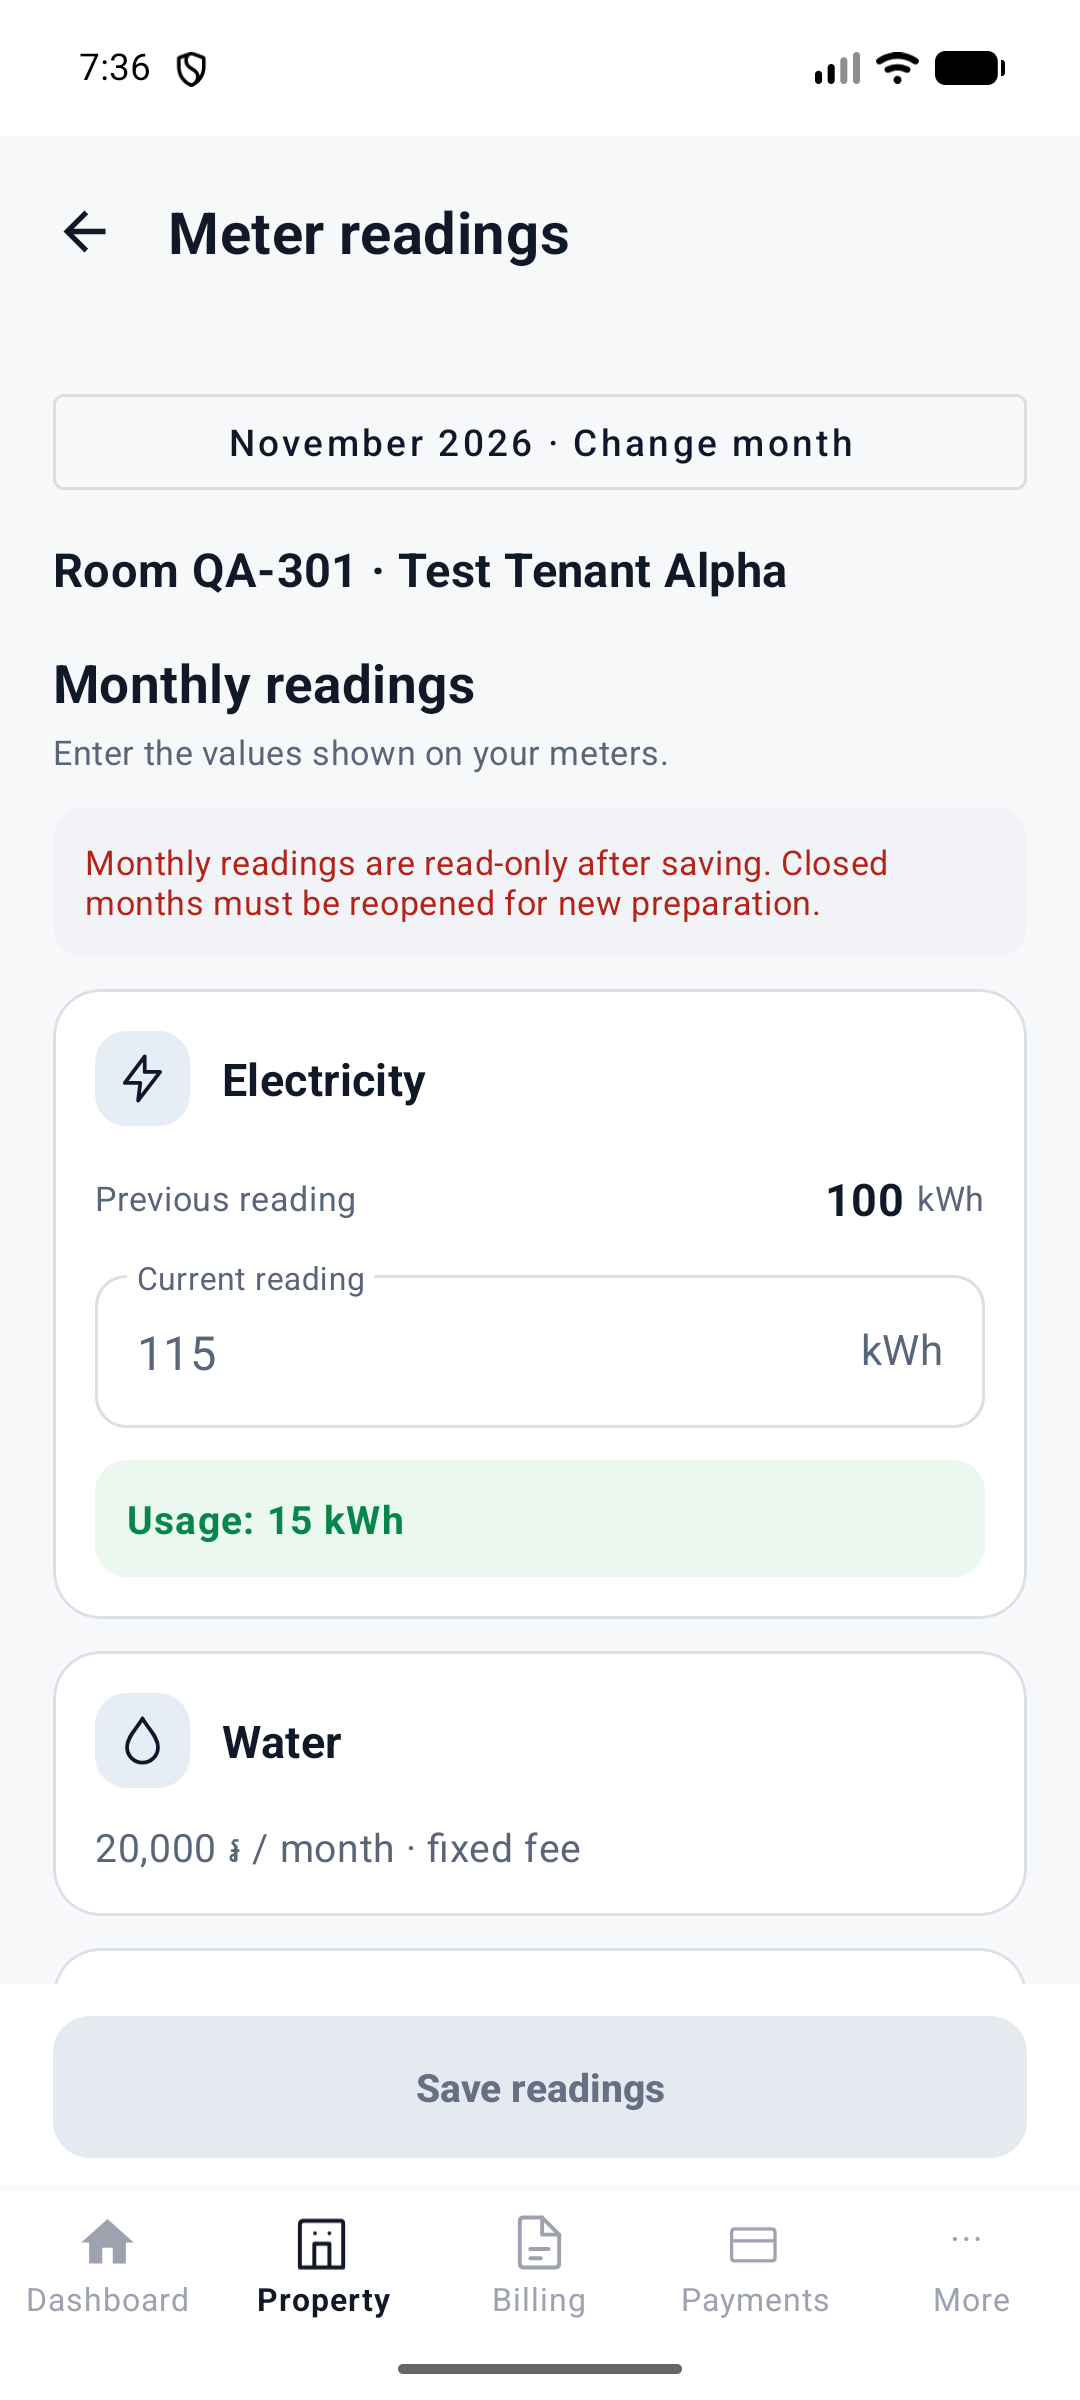 7:36
Meter readings
November 2026 · Change month
Room QA-301 · Test Tenant Alpha
Monthly readings
Enter the values shown on your meters.
Monthly readings are read-only after saving. Closed
months must be reopened for new preparation.
Electricity
Previous reading 100 kWh
Current reading
115 kWh
Usage: 15 kWh
Water
20,000 ៛ / month · fixed fee
Save readings
Dashboard Property Billing Payments More